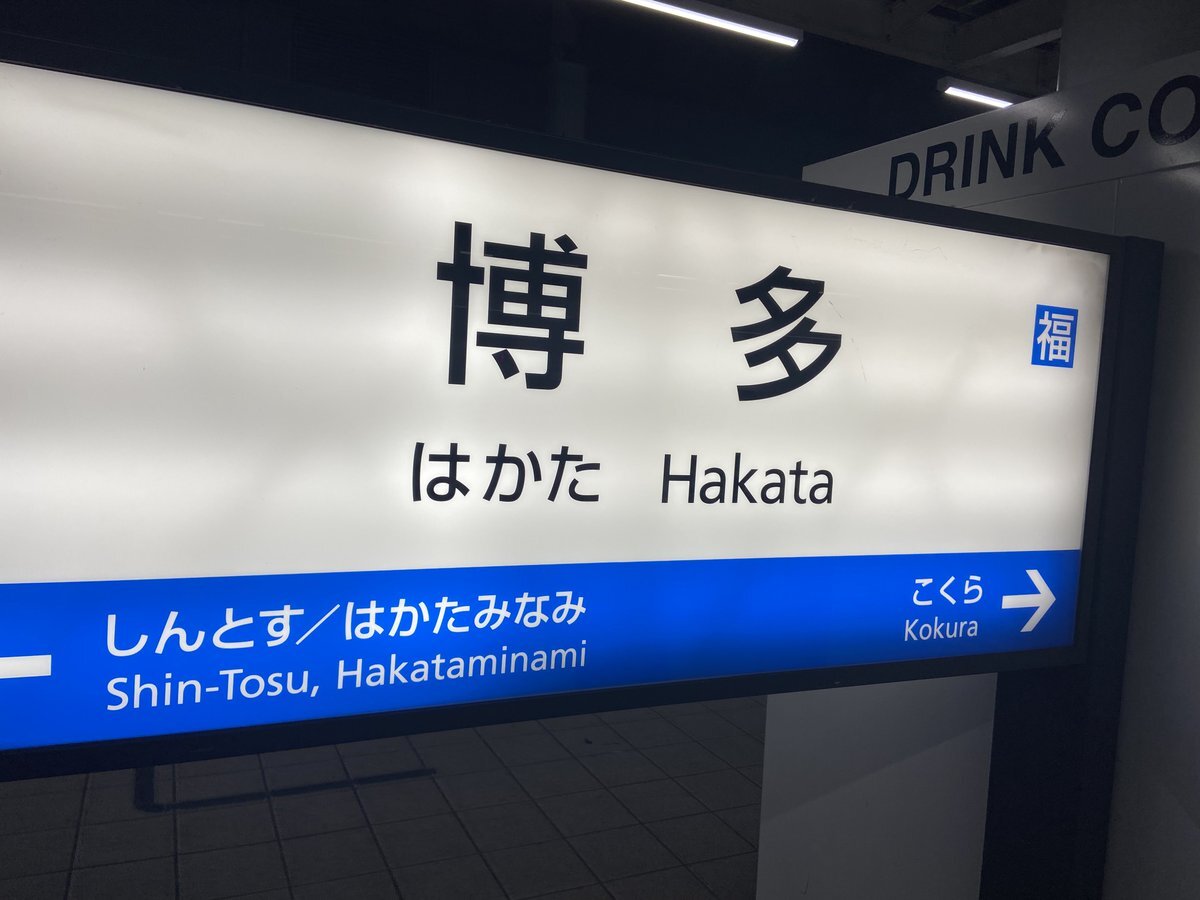 DRINK CO
博多
福
はかた Hakata
しんとす／はかたみなみ
Shin-Tosu, Hakataminami
こくら
Kokura